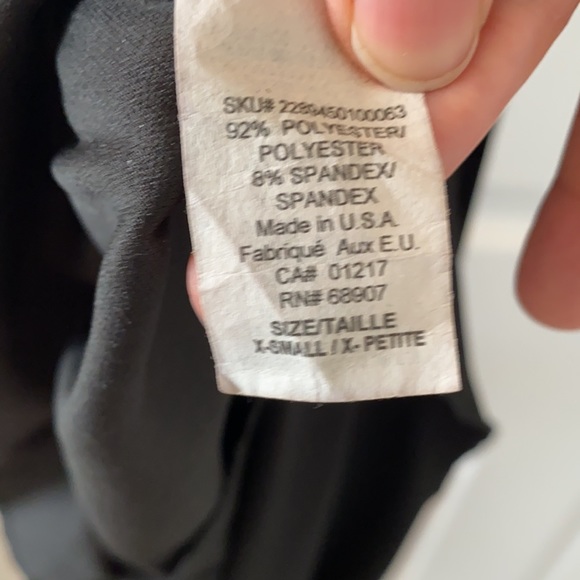 SKU# 2289450100063
92% POLYESTER/
POLYESTER
8% SPANDEX/
SPANDEX
Made in U.S.A.
Fabriqué Aux E.U.
CA# 01217
RN# 68907
SIZE/TAILLE
X-SMALL / X- PETITE